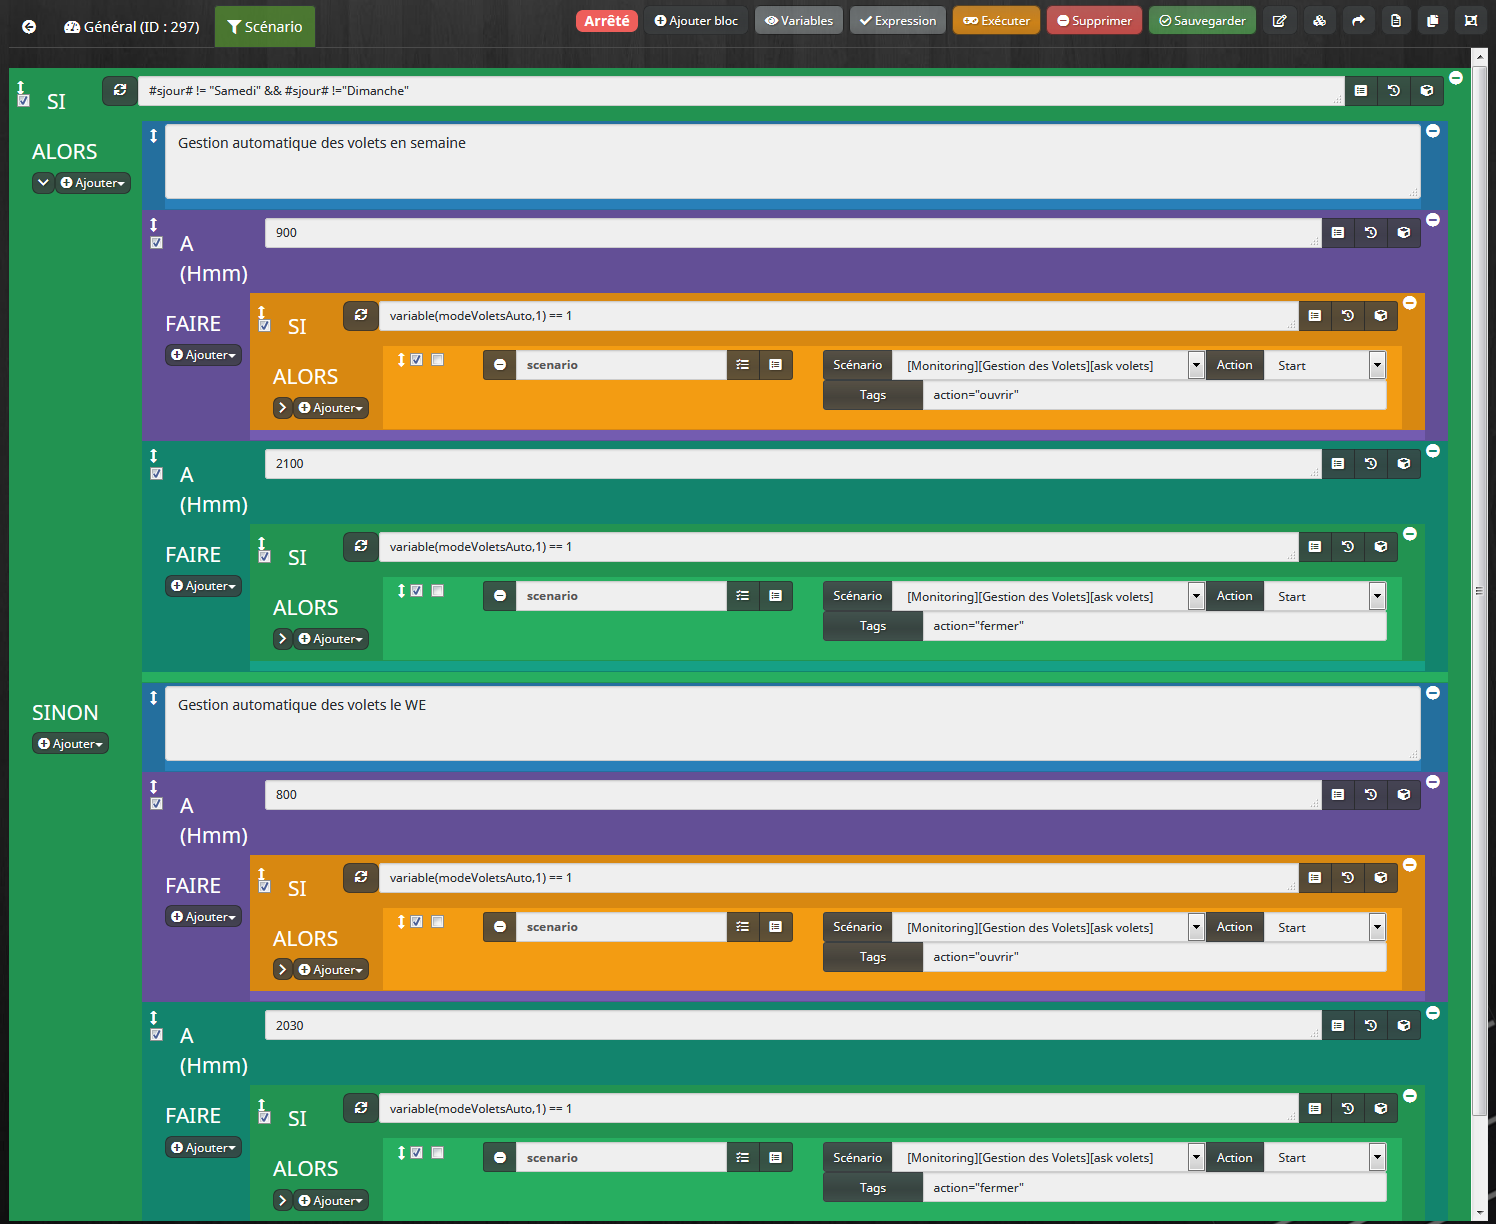 Général (ID : 297) Scénario Arrêté Ajouter bloc Variables Expression Exécuter Supprimer Sauvegarder
SI #sjour# != "Samedi" && #sjour# !="Dimanche"
ALORS
Ajouter
Gestion automatique des volets en semaine
A 900
(Hmm)
FAIRE
Ajouter
SI variable(modeVoletsAuto,1) == 1
ALORS
Ajouter
scenario Scénario [Monitoring][Gestion des Volets][ask volets] Action Start
Tags action="ouvrir"
A 2100
(Hmm)
FAIRE
Ajouter
SI variable(modeVoletsAuto,1) == 1
ALORS
Ajouter
scenario Scénario [Monitoring][Gestion des Volets][ask volets] Action Start
Tags action="fermer"
SINON
Ajouter
Gestion automatique des volets le WE
A 800
(Hmm)
FAIRE
Ajouter
SI variable(modeVoletsAuto,1) == 1
ALORS
Ajouter
scenario Scénario [Monitoring][Gestion des Volets][ask volets] Action Start
Tags action="ouvrir"
A 2030
(Hmm)
FAIRE
Ajouter
SI variable(modeVoletsAuto,1) == 1
ALORS
Ajouter
scenario Scénario [Monitoring][Gestion des Volets][ask volets] Action Start
Tags action="fermer"